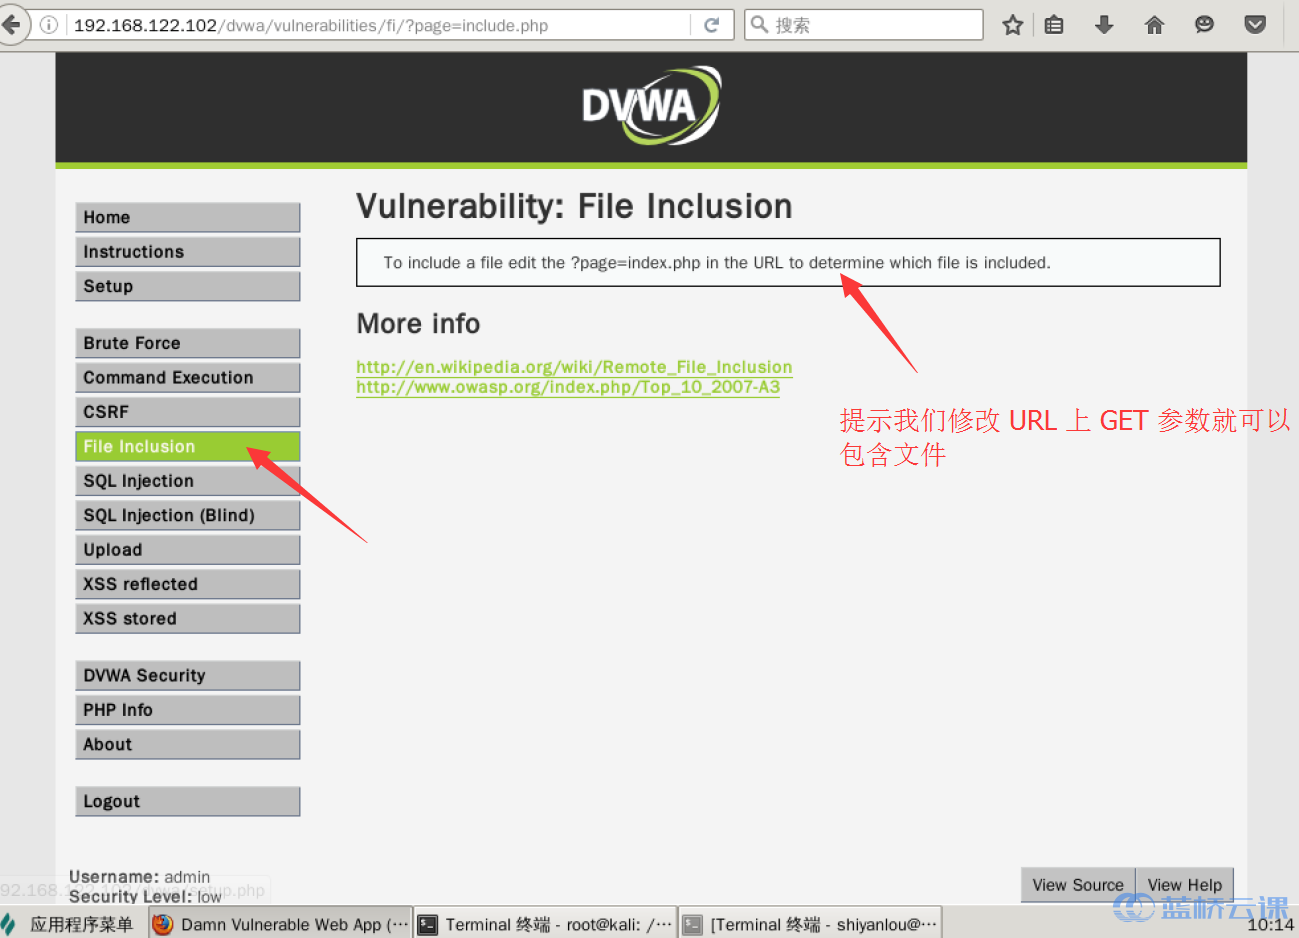 192.168.122.102/dvwa/vulnerabilities/fi/?page=include.php
搜索
DVWA
Home
Instructions
Setup
Brute Force
Command Execution
CSRF
File Inclusion
SQL Injection
SQL Injection (Blind)
Upload
XSS reflected
XSS stored
DVWA Security
PHP Info
About
Logout
Vulnerability: File Inclusion
To include a file edit the ?page=index.php in the URL to determine which file is included.
More info
http://en.wikipedia.org/wiki/Remote_File_Inclusion
http://www.owasp.org/index.php/Top_10_2007-A3
提示我们修改 URL 上 GET 参数就可以
包含文件
Username: admin
92.168.122.102/dvwa/setup.php
Security Level: low
View Source
View Help
蓝桥云课
应用程序菜单
Damn Vulnerable Web App (···
Terminal 终端 - root@kali: /···
[Terminal 终端 - shiyanlou@···
10:14